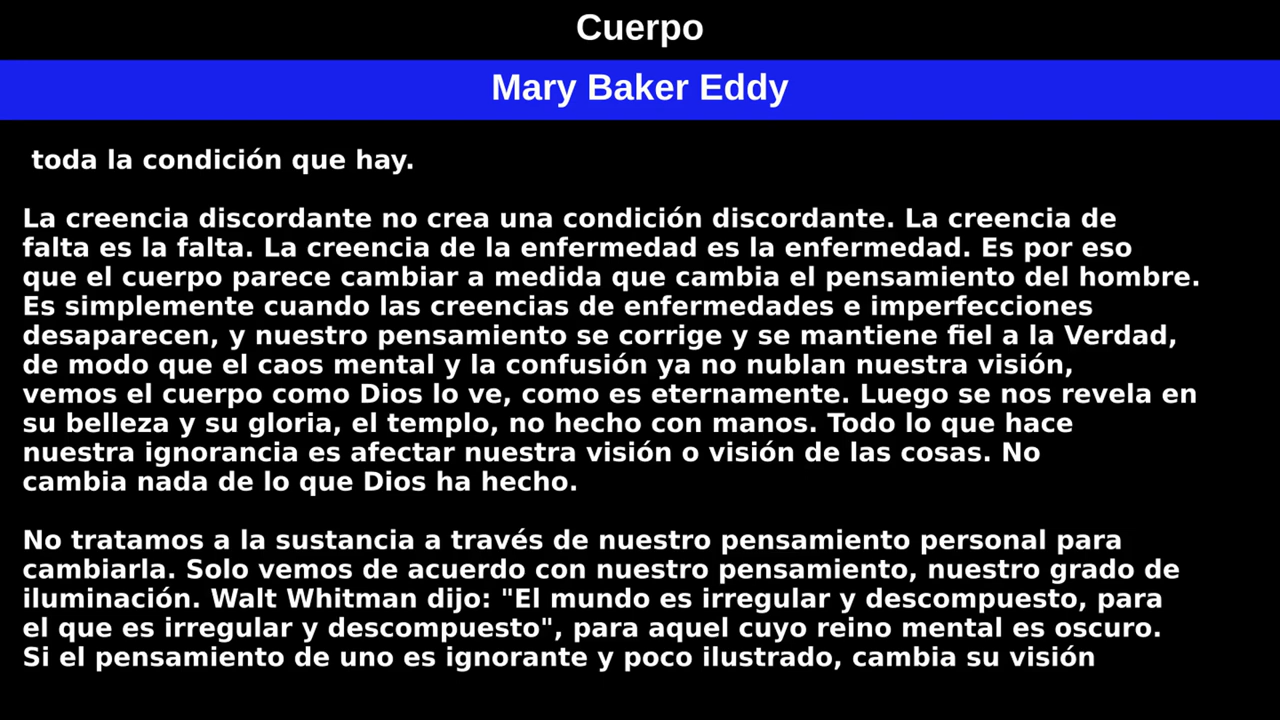 Cuerpo
Mary Baker Eddy
toda la condición que hay.
La creencia discordante no crea una condición discordante. La creencia de
falta es la falta. La creencia de la enfermedad es la enfermedad. Es por eso
que el cuerpo parece cambiar a medida que cambia el pensamiento del hombre.
Es simplemente cuando las creencias de enfermedades e imperfecciones
desaparecen, y nuestro pensamiento se corrige y se mantiene fiel a la Verdad,
de modo que el caos mental y la confusión ya no nublan nuestra visión,
vemos el cuerpo como Dios lo ve, como es eternamente. Luego se nos revela en
su belleza y su gloria, el templo, no hecho con manos. Todo lo que hace
nuestra ignorancia es afectar nuestra visión o visión de las cosas. No
cambia nada de lo que Dios ha hecho.
No tratamos a la sustancia a través de nuestro pensamiento personal para
cambiarla. Solo vemos de acuerdo con nuestro pensamiento, nuestro grado de
iluminación. Walt Whitman dijo: "El mundo es irregular y descompuesto, para
el que es irregular y descompuesto", para aquel cuyo reino mental es oscuro.
Si el pensamiento de uno es ignorante y poco ilustrado, cambia su visión